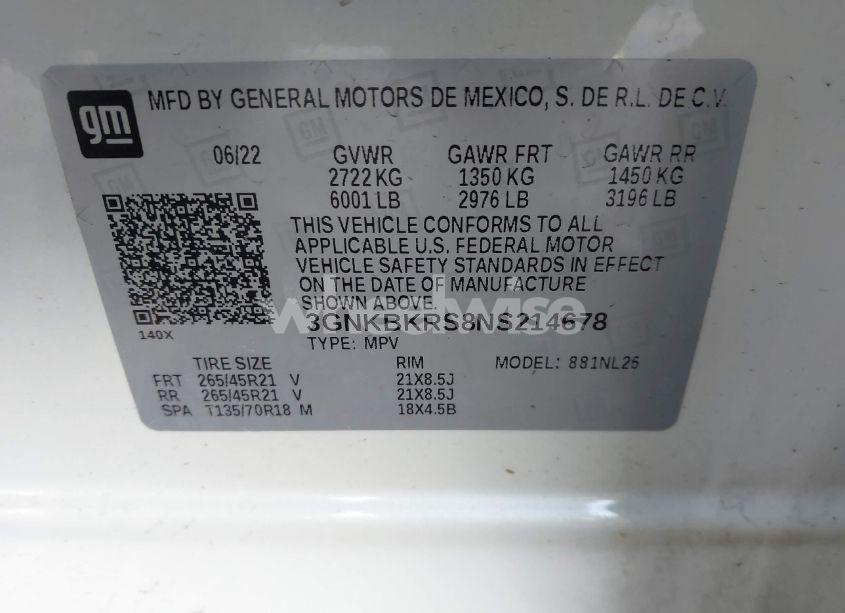 gm
MFD BY GENERAL MOTORS DE MEXICO, S. DE R.L. DE C.V.
06/22 GVWR GAWR FRT GAWR RR
2722 KG 1350 KG 1450 KG
6001 LB 2976 LB 3196 LB
THIS VEHICLE CONFORMS TO ALL
APPLICABLE U.S. FEDERAL MOTOR
VEHICLE SAFETY STANDARDS IN EFFECT
ON THE DATE OF MANUFACTURE
SHOWN ABOVE.
3GNKBKRS8NS214678
140X
TYPE: MPV
TIRE SIZE RIM MODEL: 881NL26
FRT 265/45R21 V 21X8.5J
RR 265/45R21 V 21X8.5J
SPA T135/70R18 M 18X4.5B